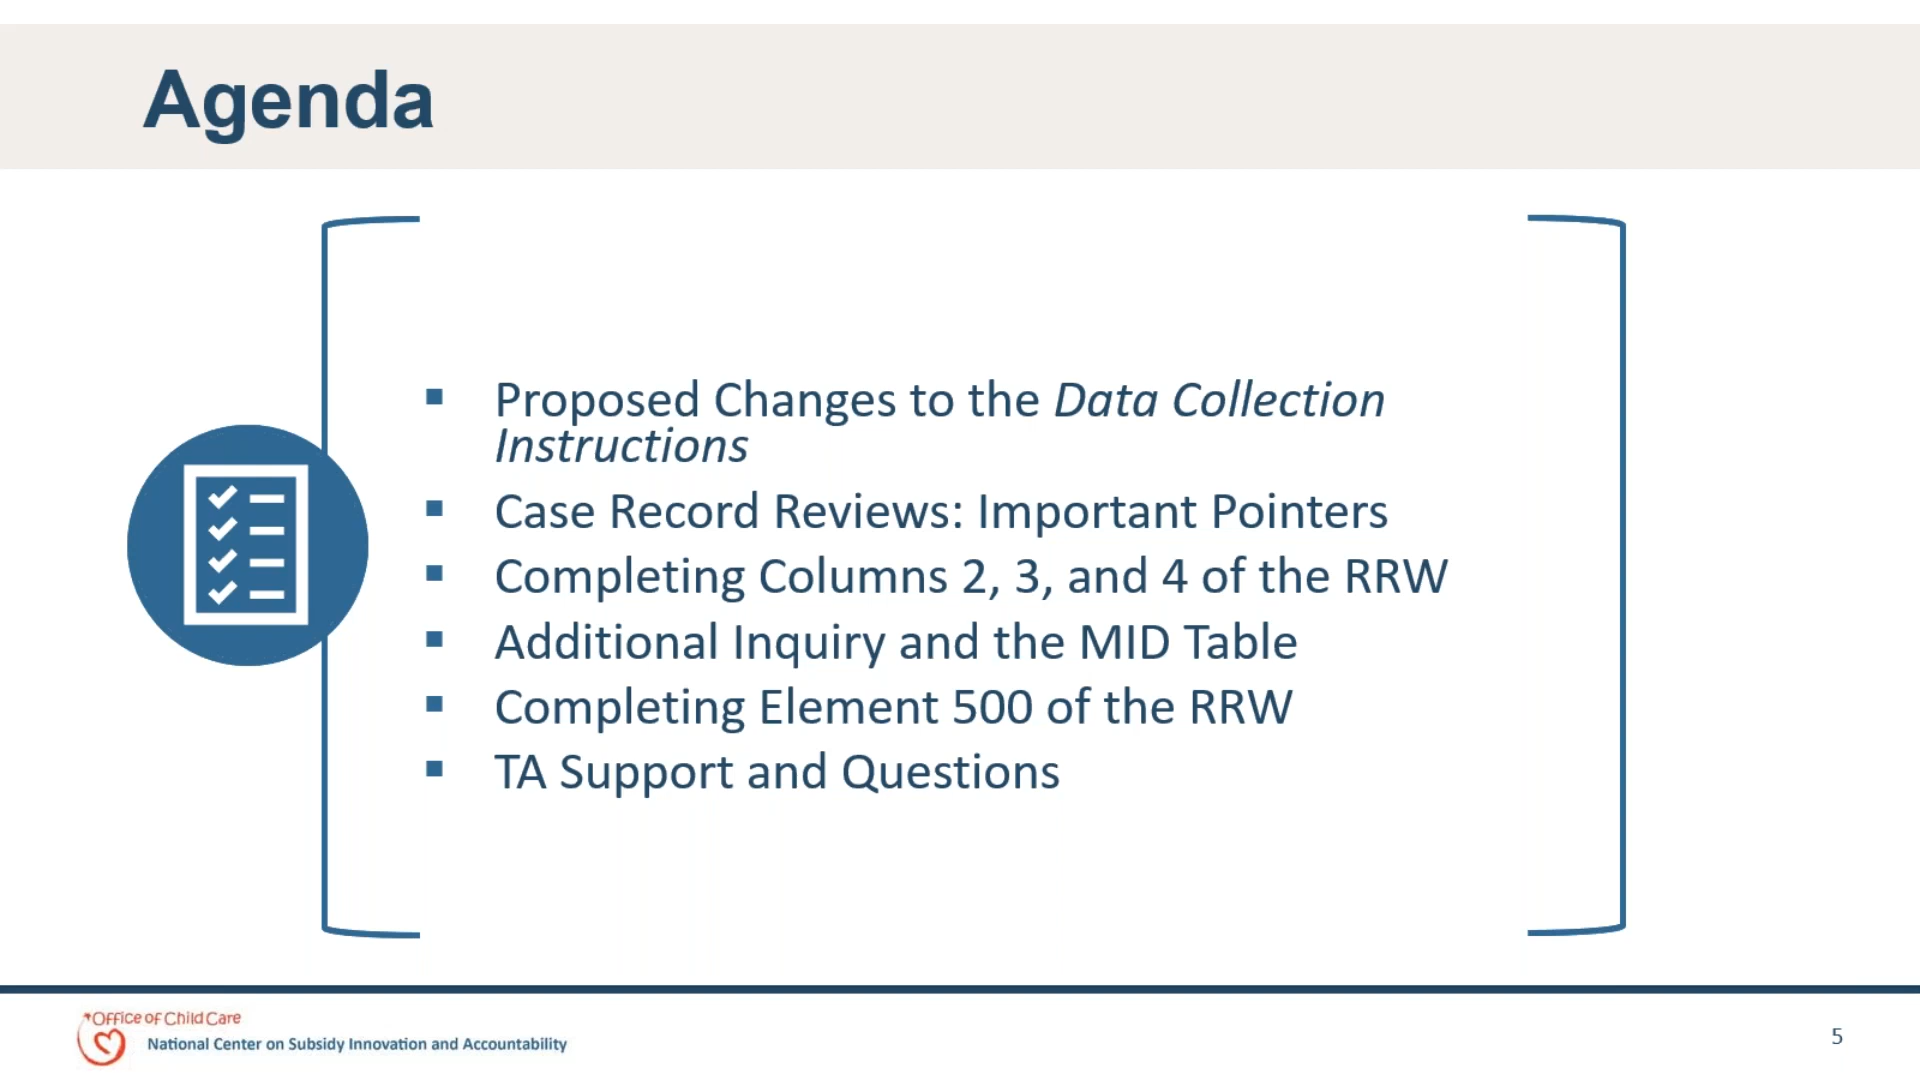 Agenda
▪ Proposed Changes to the Data Collection
Instructions
▪ Case Record Reviews: Important Pointers
▪ Completing Columns 2, 3, and 4 of the RRW
▪ Additional Inquiry and the MID Table
▪ Completing Element 500 of the RRW
▪ TA Support and Questions
Office of Child Care
National Center on Subsidy Innovation and Accountability
5